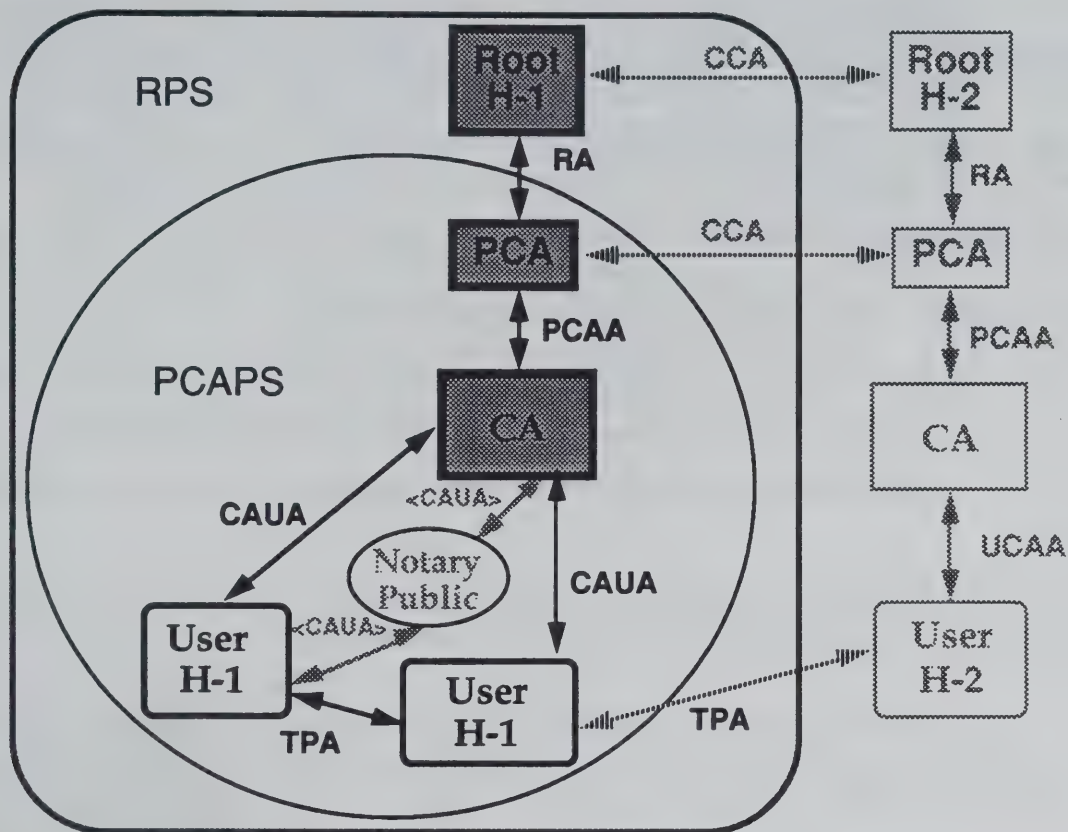 RPS
Root
H-1
CCA
Root
H-2
RA
RA
PCA
CCA
PCA
PCAA
PCAA
PCAPS
CA
CA
<CAUA>
CAUA
Notary
Public
CAUA
UCAA
User
H-1
<CAUA>
User
H-1
User
H-2
TPA
TPA